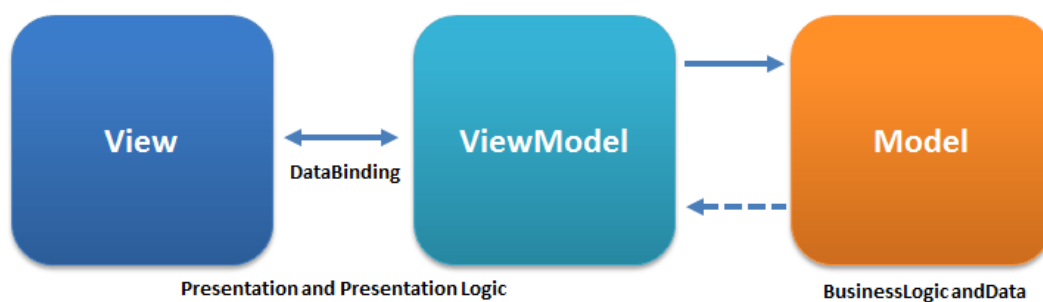 View
ViewModel
Model
DataBinding
Presentation and Presentation Logic
BusinessLogic andData